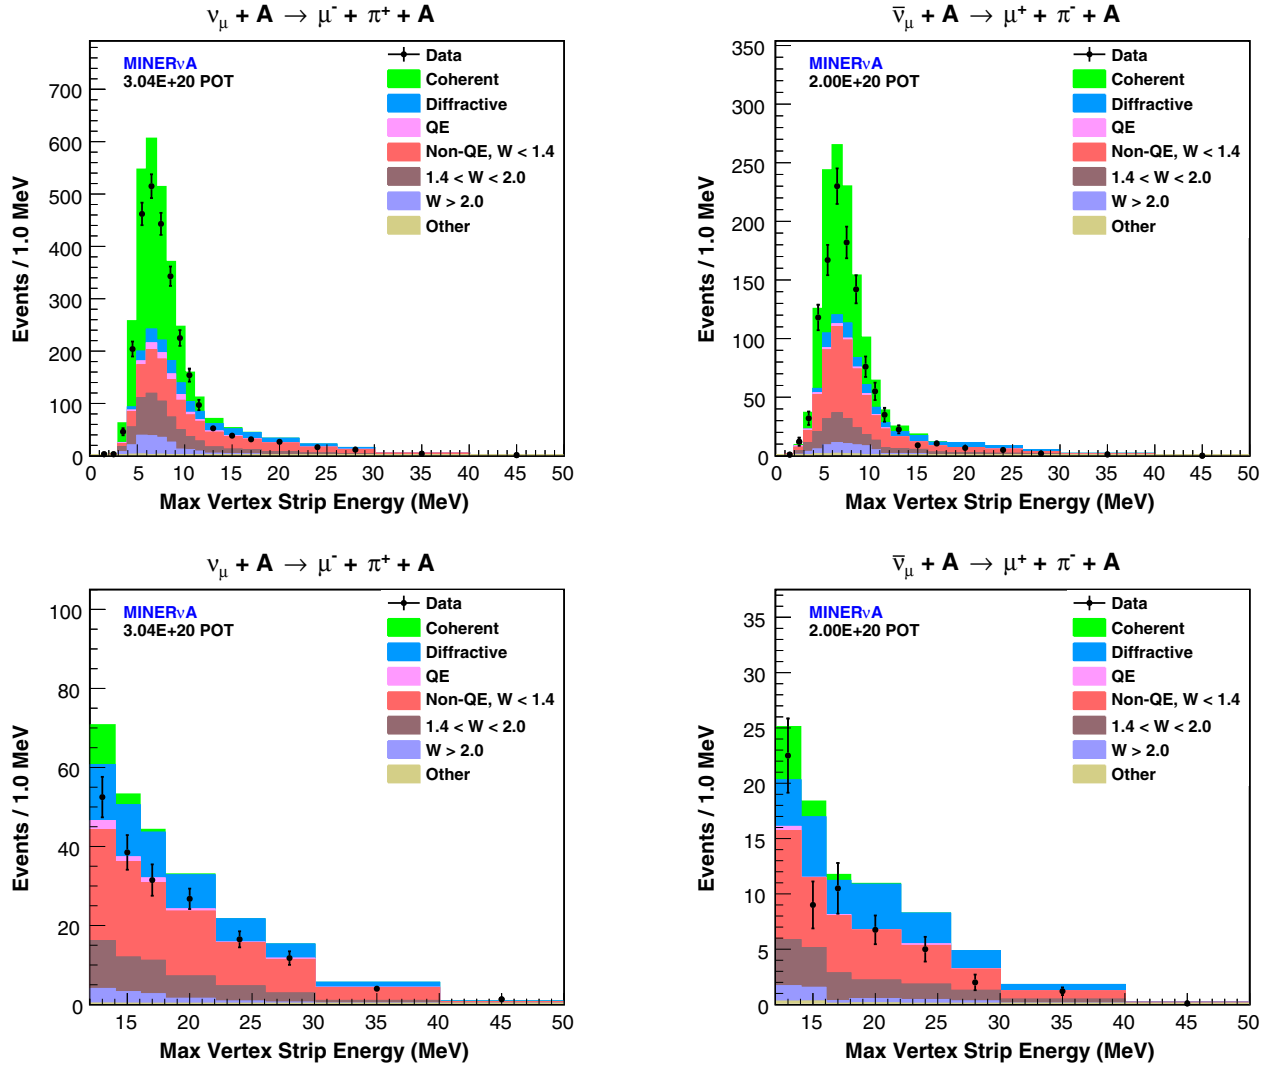 νμ + A → μ- + π+ + A
MINERνA
3.04E+20 POT
Data
Coherent
Diffractive
QE
Non-QE, W < 1.4
1.4 < W < 2.0
W > 2.0
Other
Events / 1.0 MeV
700
600
500
400
300
200
100
0
0 5 10 15 20 25 30 35 40 45 50
Max Vertex Strip Energy (MeV)
ν̅μ + A → μ+ + π- + A
MINERνA
2.00E+20 POT
Data
Coherent
Diffractive
QE
Non-QE, W < 1.4
1.4 < W < 2.0
W > 2.0
Other
Events / 1.0 MeV
350
300
250
200
150
100
50
0
0 5 10 15 20 25 30 35 40 45 50
Max Vertex Strip Energy (MeV)
νμ + A → μ- + π+ + A
MINERνA
3.04E+20 POT
Data
Coherent
Diffractive
QE
Non-QE, W < 1.4
1.4 < W < 2.0
W > 2.0
Other
Events / 1.0 MeV
100
80
60
40
20
0
15 20 25 30 35 40 45 50
Max Vertex Strip Energy (MeV)
ν̅μ + A → μ+ + π- + A
MINERνA
2.00E+20 POT
Data
Coherent
Diffractive
QE
Non-QE, W < 1.4
1.4 < W < 2.0
W > 2.0
Other
Events / 1.0 MeV
35
30
25
20
15
10
5
0
15 20 25 30 35 40 45 50
Max Vertex Strip Energy (MeV)